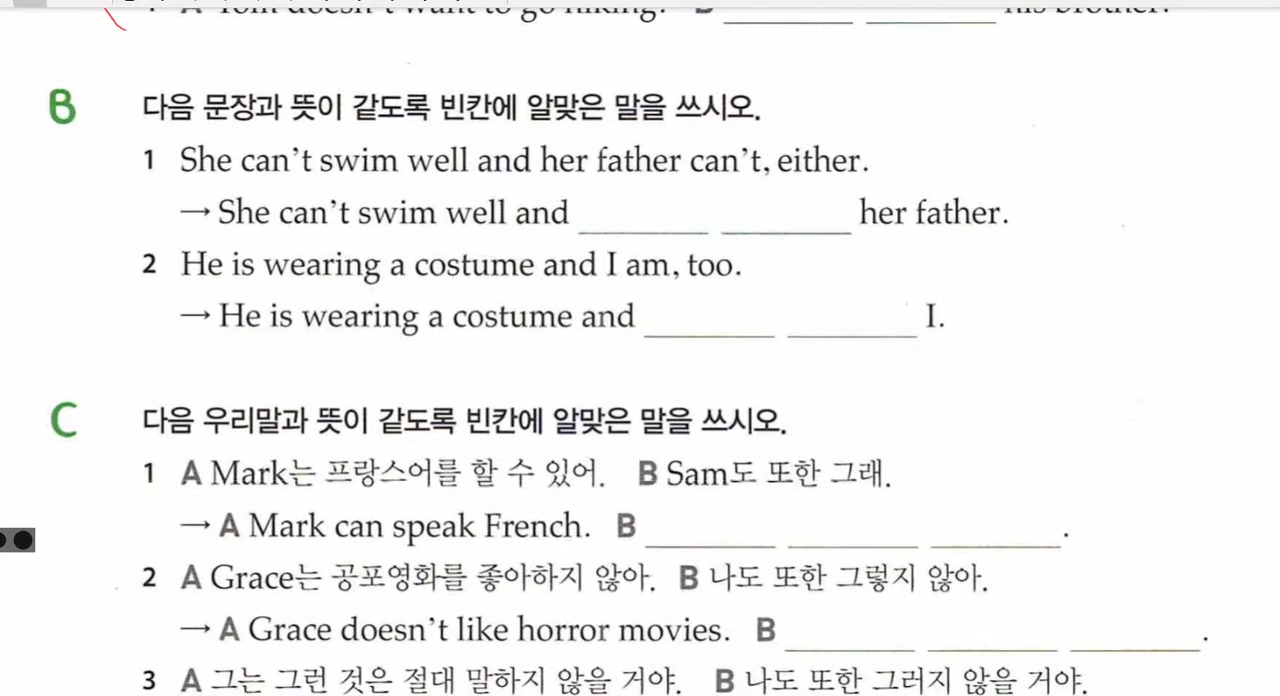 B
다음 문장과 뜻이 같도록 빈칸에 알맞은 말을 쓰시오.
1 She can't swim well and her father can't, either.
→ She can't swim well and ________ ________ her father.
2 He is wearing a costume and I am, too.
→ He is wearing a costume and ________ ________ I.
C
다음 우리말과 뜻이 같도록 빈칸에 알맞은 말을 쓰시오.
1 A Mark는 프랑스어를 할 수 있어. B Sam도 또한 그래.
→ A Mark can speak French. B ________ ________ ________.
2 A Grace는 공포영화를 좋아하지 않아. B 나도 또한 그렇지 않아.
→ A Grace doesn't like horror movies. B ________ ________ ________.
3 A 그는 그런 것은 절대 말하지 않을 거야. B 나도 또한 그러지 않을 거야.